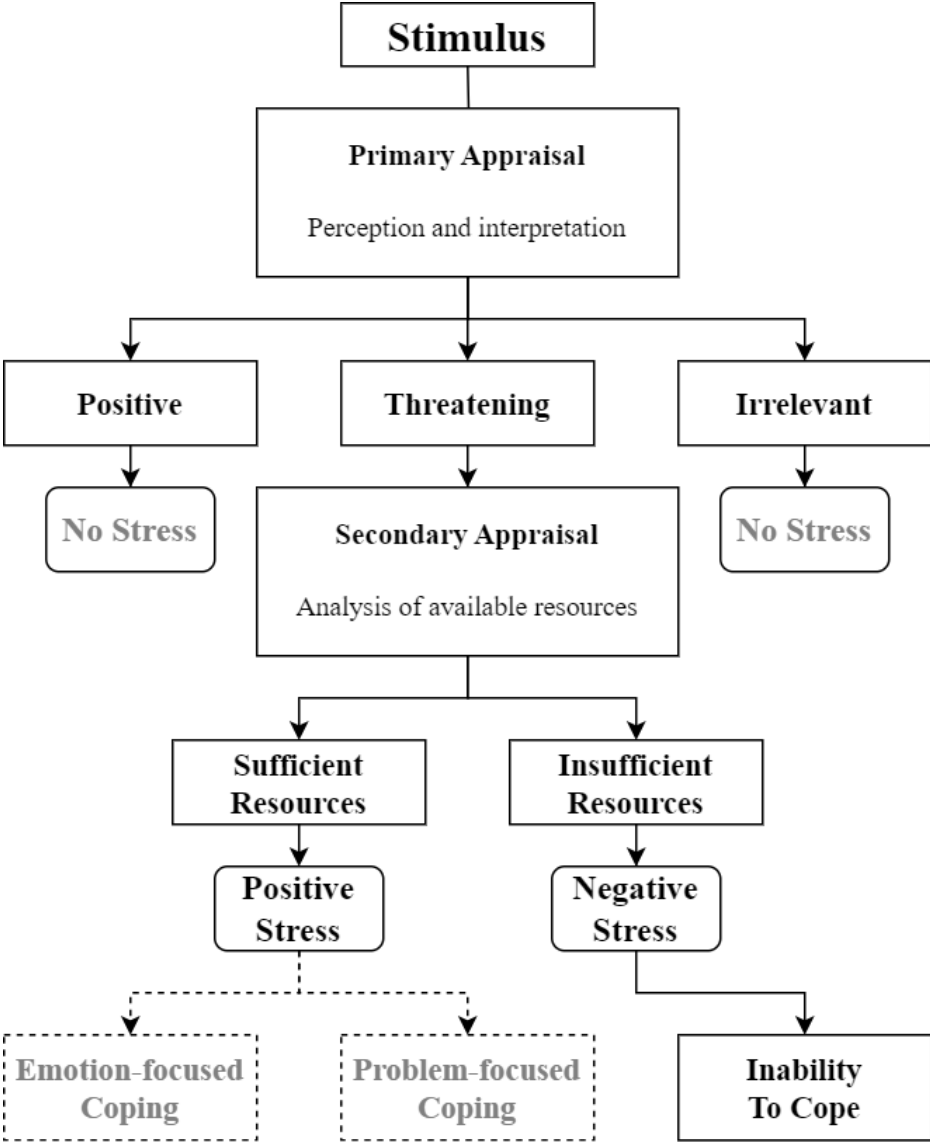 Stimulus
Primary Appraisal
Perception and interpretation
Positive
Threatening
Irrelevant
No Stress
Secondary Appraisal
Analysis of available resources
No Stress
Sufficient
Resources
Insufficient
Resources
Positive
Stress
Negative
Stress
Emotion-focused
Coping
Problem-focused
Coping
Inability
To Cope